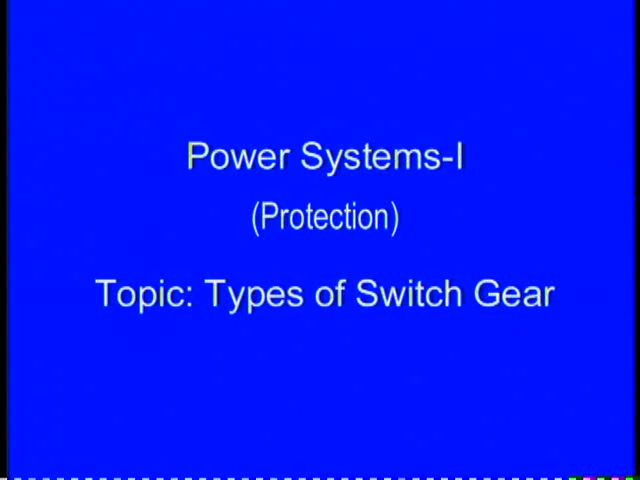 Power Systems-I
(Protection)
Topic: Types of Switch Gear